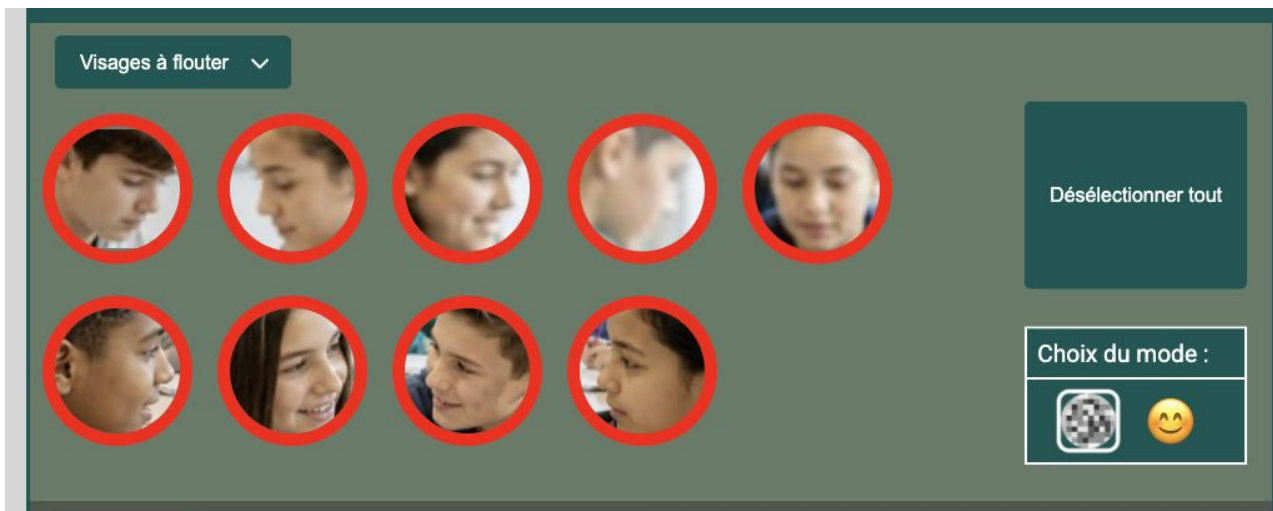 Visages à flouter
Désélectionner tout
Choix du mode :